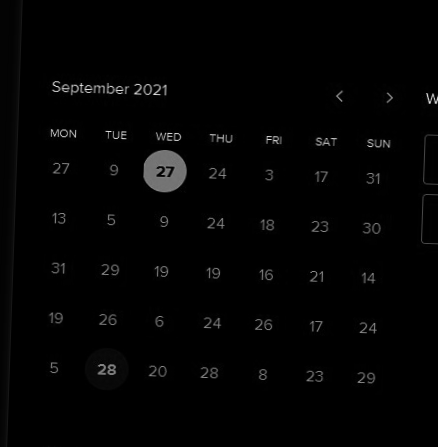 September 2021 < > W
MON TUE WED THU FRI SAT SUN
27 9 27 24 3 17 31
13 5 9 24 18 23 30
31 29 19 19 16 21 14
19 26 6 24 26 17 24
5 28 20 28 8 23 29